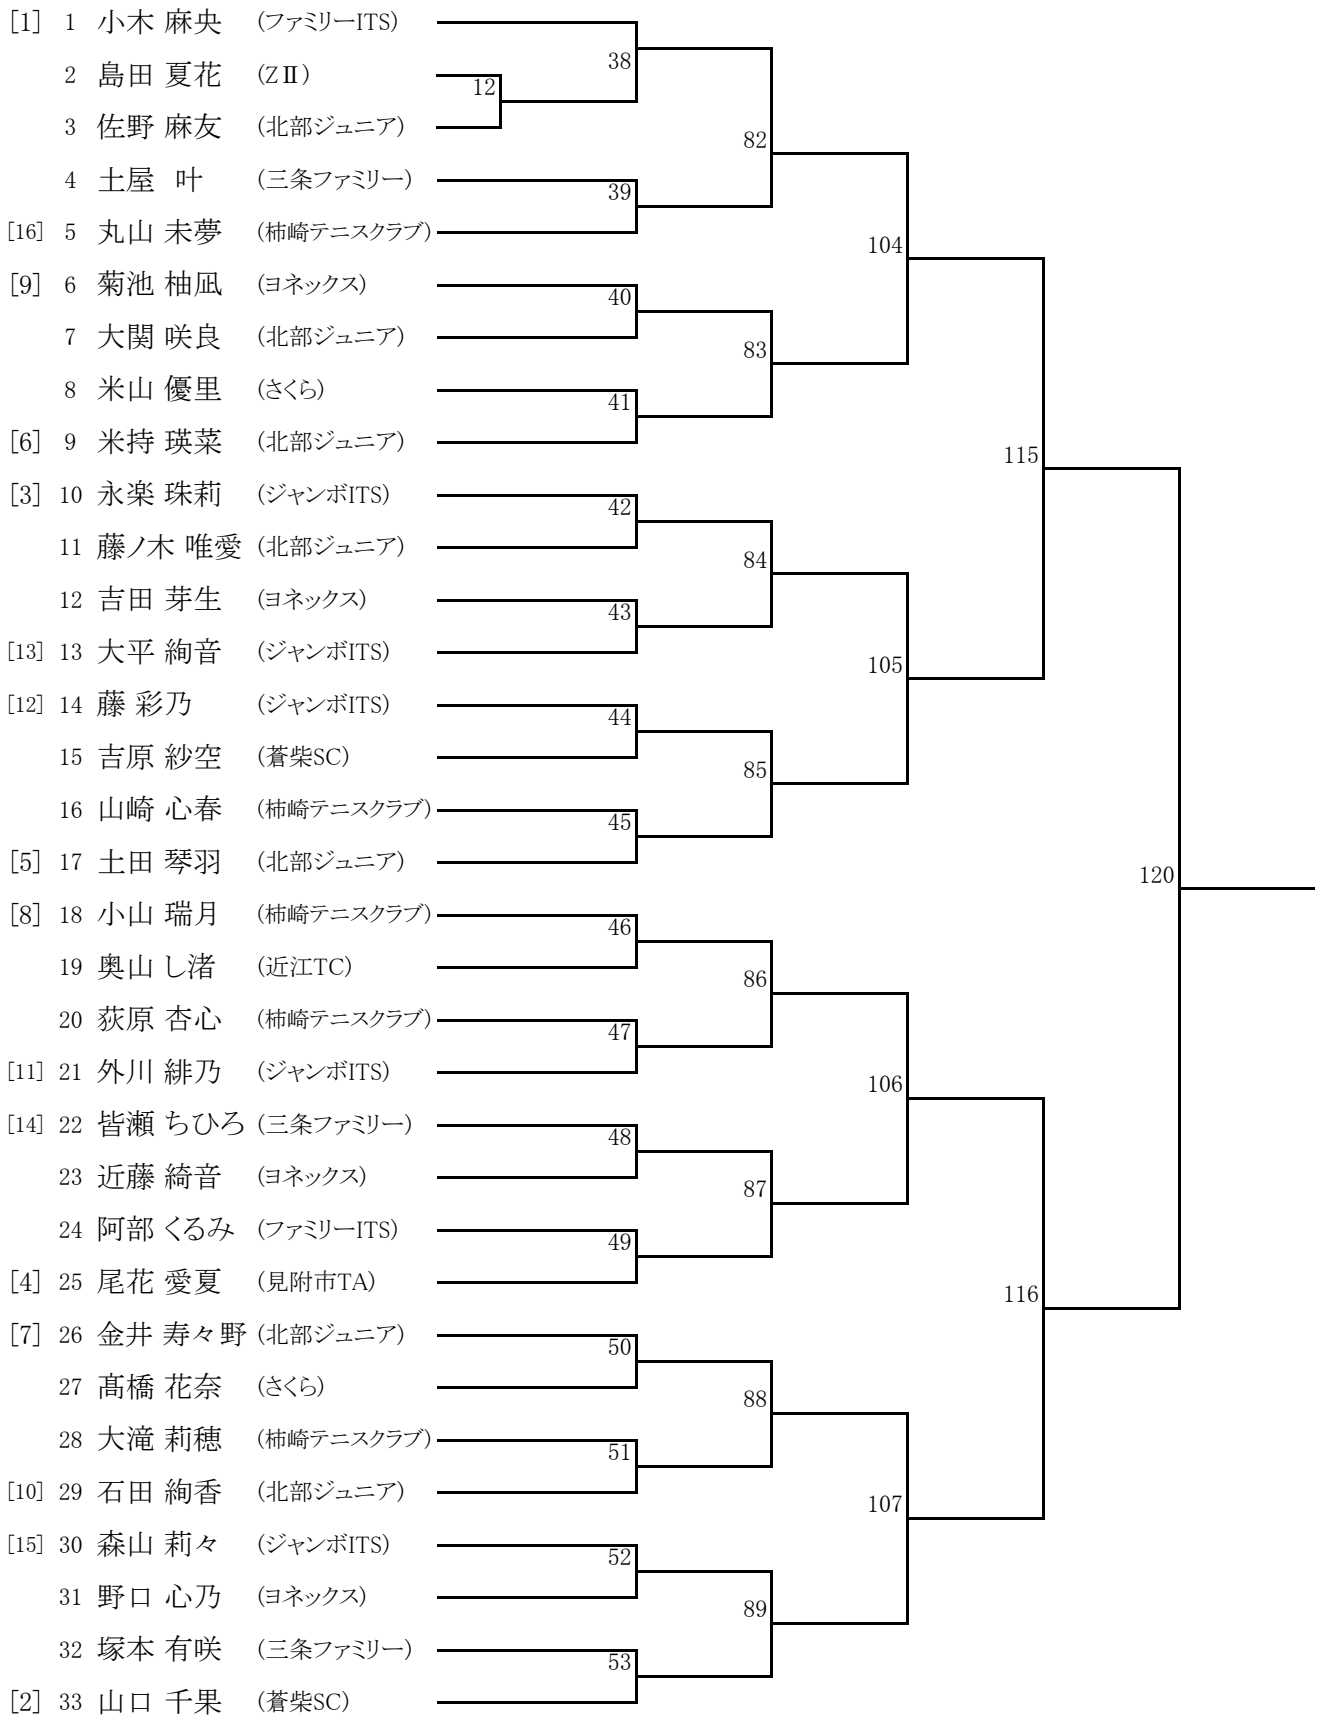 [1] 1 小木 麻央 (ファミリーITS)
38
2 島田 夏花 (ZⅡ)
12
3 佐野 麻友 (北部ジュニア)
82
4 土屋 叶 (三条ファミリー)
39
[16] 5 丸山 未夢 (柿崎テニスクラブ)
104
[9] 6 菊池 柚凪 (ヨネックス)
40
7 大関 咲良 (北部ジュニア)
83
8 米山 優里 (さくら)
41
[6] 9 米持 瑛菜 (北部ジュニア)
115
[3] 10 永楽 珠莉 (ジャンボITS)
42
11 藤ノ木 唯愛 (北部ジュニア)
84
12 吉田 芽生 (ヨネックス)
43
[13] 13 大平 絢音 (ジャンボITS)
105
[12] 14 藤 彩乃 (ジャンボITS)
44
15 吉原 紗空 (蒼柴SC)
85
16 山崎 心春 (柿崎テニスクラブ)
45
[5] 17 土田 琴羽 (北部ジュニア)
120
[8] 18 小山 瑞月 (柿崎テニスクラブ)
46
19 奥山 し渚 (近江TC)
86
20 荻原 杏心 (柿崎テニスクラブ)
47
[11] 21 外川 緋乃 (ジャンボITS)
106
[14] 22 皆瀬 ちひろ (三条ファミリー)
48
23 近藤 綺音 (ヨネックス)
87
24 阿部 くるみ (ファミリーITS)
49
[4] 25 尾花 愛夏 (見附市TA)
116
[7] 26 金井 寿々野 (北部ジュニア)
50
27 髙橋 花奈 (さくら)
88
28 大滝 莉穂 (柿崎テニスクラブ)
51
[10] 29 石田 絢香 (北部ジュニア)
107
[15] 30 森山 莉々 (ジャンボITS)
52
31 野口 心乃 (ヨネックス)
89
32 塚本 有咲 (三条ファミリー)
53
[2] 33 山口 千果 (蒼柴SC)